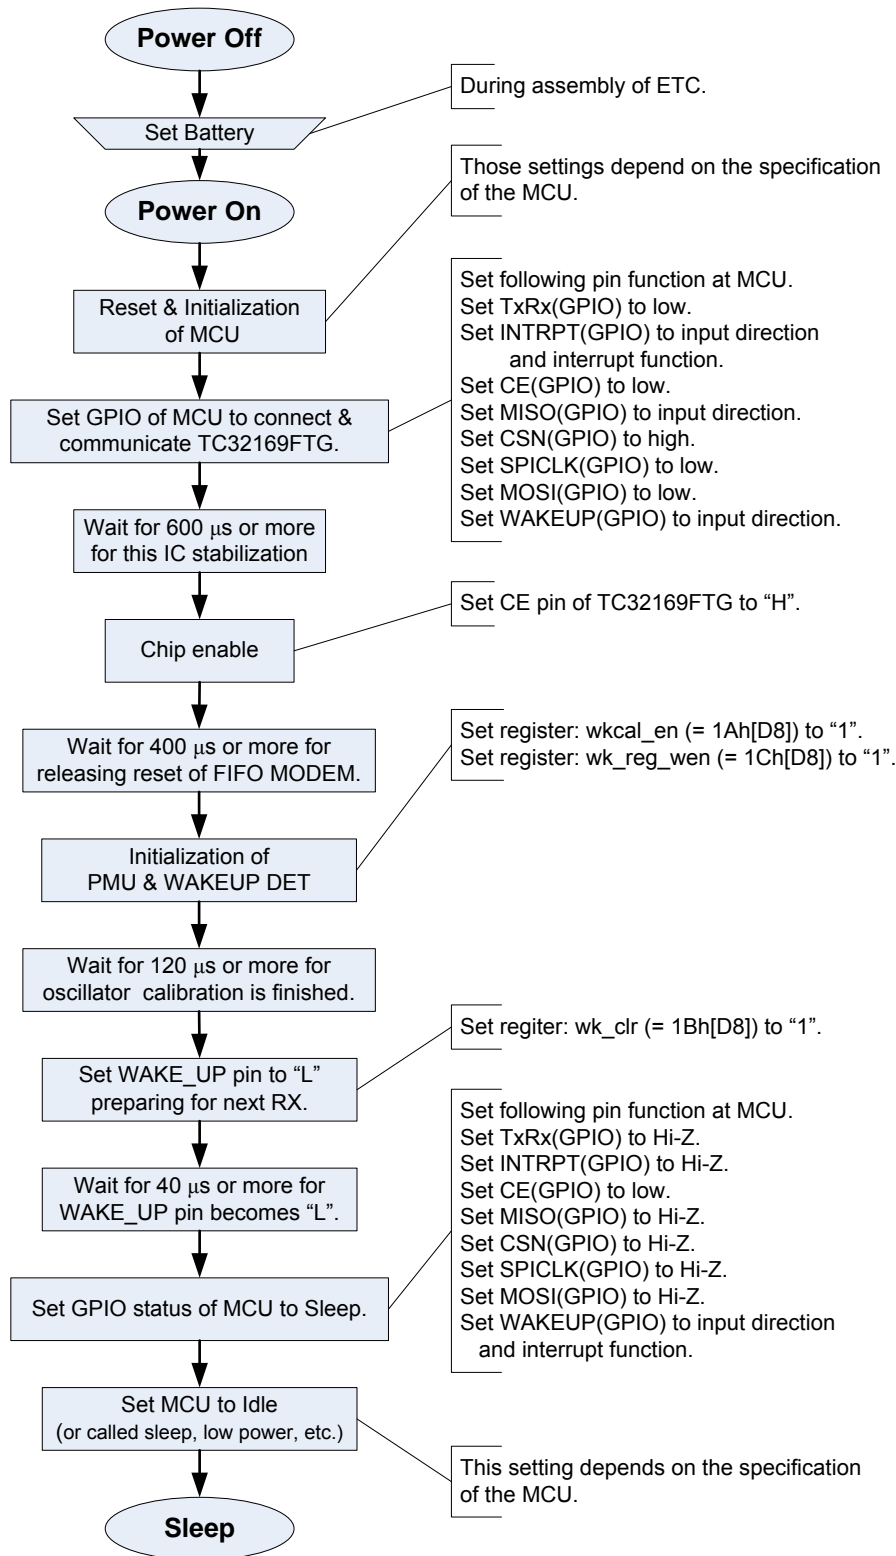 Power Off
During assembly of ETC.
Set Battery
Power On
Those settings depend on the specification
of the MCU.
Reset & Initialization
of MCU
Set following pin function at MCU.
Set TxRx(GPIO) to low.
Set INTRPT(GPIO) to input direction
and interrupt function.
Set CE(GPIO) to low.
Set MISO(GPIO) to input direction.
Set CSN(GPIO) to high.
Set SPICLK(GPIO) to low.
Set MOSI(GPIO) to low.
Set WAKEUP(GPIO) to input direction.
Set GPIO of MCU to connect &
communicate TC32169FTG.
Wait for 600 μs or more
for this IC stabilization
Set CE pin of TC32169FTG to “H”.
Chip enable
Wait for 400 μs or more for
releasing reset of FIFO MODEM.
Set register: wkcal_en (= 1Ah[D8]) to “1”.
Set register: wk_reg_wen (= 1Ch[D8]) to “1”.
Initialization of
PMU & WAKEUP DET
Wait for 120 μs or more for
oscillator calibration is finished.
Set regiter: wk_clr (= 1Bh[D8]) to “1”.
Set WAKE_UP pin to “L”
preparing for next RX.
Wait for 40 μs or more for
WAKE_UP pin becomes “L”.
Set following pin function at MCU.
Set TxRx(GPIO) to Hi-Z.
Set INTRPT(GPIO) to Hi-Z.
Set CE(GPIO) to low.
Set MISO(GPIO) to Hi-Z.
Set CSN(GPIO) to Hi-Z.
Set SPICLK(GPIO) to Hi-Z.
Set MOSI(GPIO) to Hi-Z.
Set WAKEUP(GPIO) to input direction
and interrupt function.
Set GPIO status of MCU to Sleep.
Set MCU to Idle
(or called sleep, low power, etc.)
This setting depends on the specification
of the MCU.
Sleep